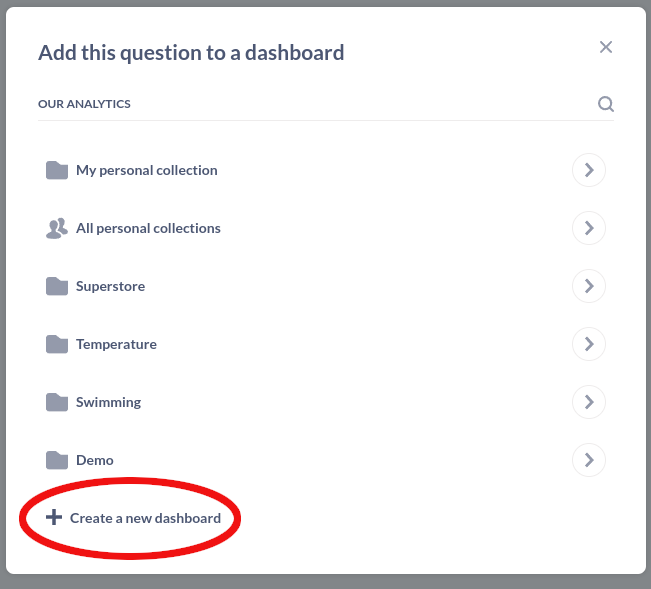 Add this question to a dashboard
OUR ANALYTICS
My personal collection
All personal collections
Superstore
Temperature
Swimming
Demo
Create a new dashboard